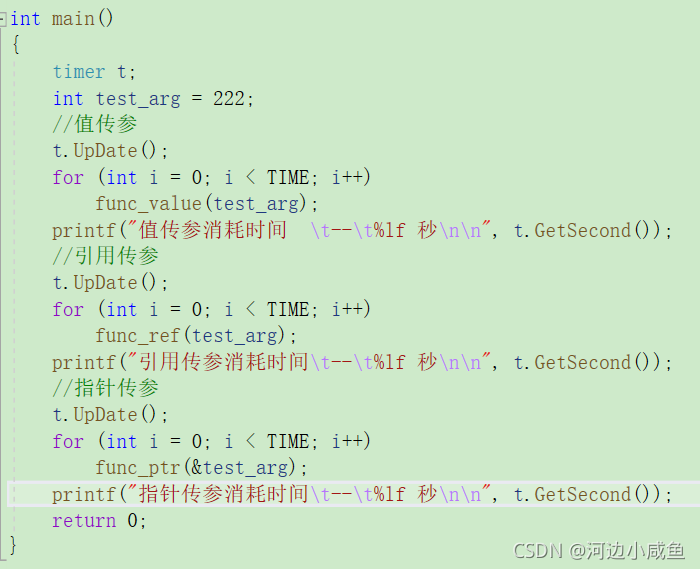 int main()
{
    timer t;
    int test_arg = 222;
    //值传参
    t.UpDate();
    for (int i = 0; i < TIME; i++)
        func_value(test_arg);
    printf("值传参消耗时间  \t--\t%lf 秒\n\n", t.GetSecond());
    //引用传参
    t.UpDate();
    for (int i = 0; i < TIME; i++)
        func_ref(test_arg);
    printf("引用传参消耗时间\t--\t%lf 秒\n\n", t.GetSecond());
    //指针传参
    t.UpDate();
    for (int i = 0; i < TIME; i++)
        func_ptr(&test_arg);
    printf("指针传参消耗时间\t--\t%lf 秒\n\n", t.GetSecond());
    return 0;
}
CSDN @河边小咸鱼